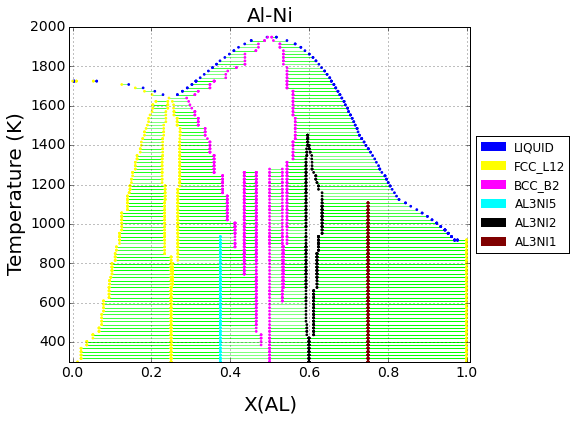 Al-Ni
2000
1800
1600
1400
1200
1000
800
600
400
Temperature (K)
0.0 0.2 0.4 0.6 0.8 1.0
X(AL)
LIQUID
FCC_L12
BCC_B2
AL3NI5
AL3NI2
AL3NI1